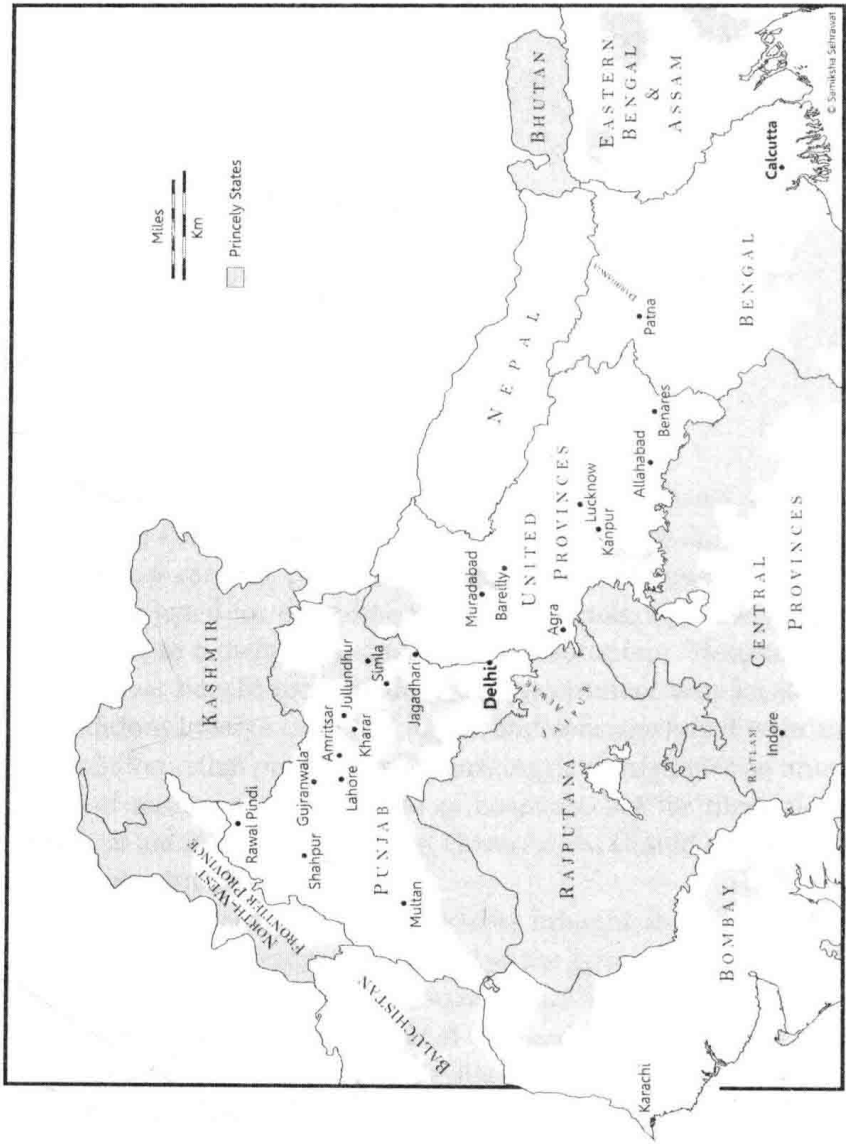 Miles
Km
Princely States
KASHMIR
NORTH-WEST
FRONTIER PROVINCE
Rawal Pindi
Gujranwala
Shahpur
Amritsar
Lahore
Jullundhur
Kharar
Simla
PUNJAB
Multan
Jagadhari
BALUCHISTAN
Delhi
Muradabad
Bareilly
NEPAL
BHUTAN
EASTERN
BENGAL
&
ASSAM
UNITED
PROVINCES
Agra
Lucknow
Kanpur
Allahabad
Benares
DARBHANGA
Patna
RAJPUTANA
Karachi
BOMBAY
RATLAM
Indore
CENTRAL
PROVINCES
BENGAL
Calcutta
© Samiksha Sehrawat